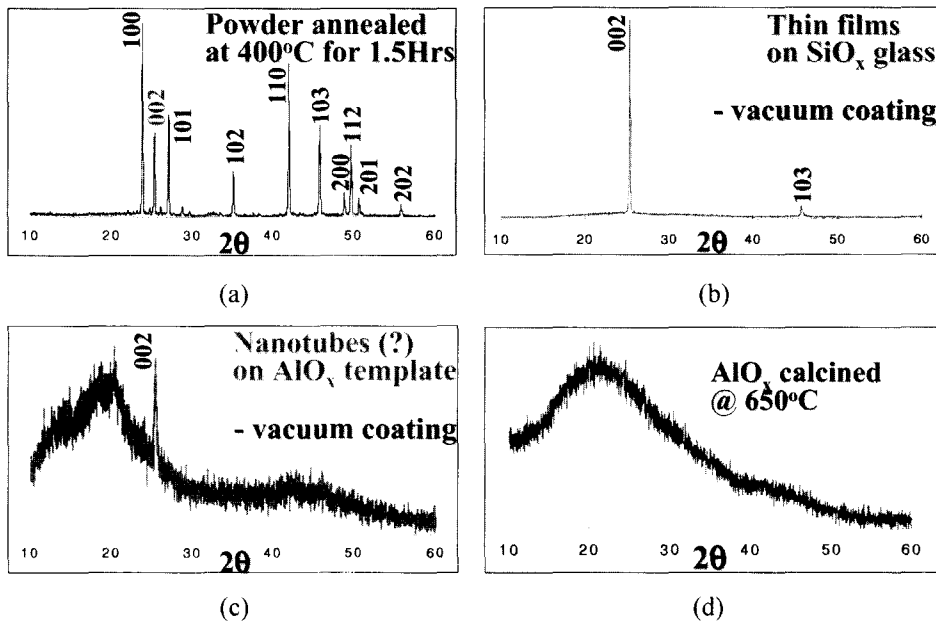 100
Powder annealed
at 400°C for 1.5Hrs
002
101
102
110
103
200
112
201
202
10 20 30 40 50 60
2θ
(a)
002
Thin films
on SiOₓ glass
- vacuum coating
103
10 20 30 40 50 60
2θ
(b)
002
Nanotubes (?)
on AlOₓ template
- vacuum coating
10 20 30 40 50 60
2θ
(c)
AlOₓ calcined
@ 650°C
10 20 30 40 50 60
2θ
(d)